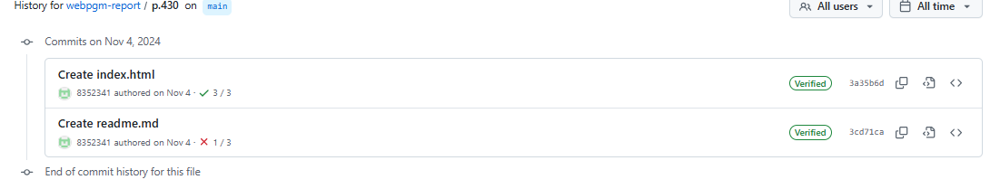 History for webpgm-report / p.430 on main
All users
All time
Commits on Nov 4, 2024
Create index.html
8352341 authored on Nov 4 · 3 / 3
Verified
3a35b6d
Create readme.md
8352341 authored on Nov 4 · 1 / 3
Verified
3cd71ca
End of commit history for this file